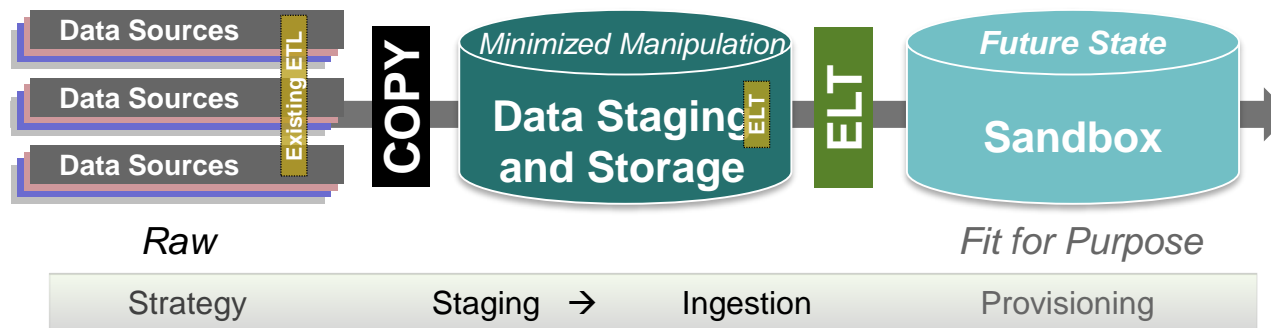 Data Sources
Data Sources
Data Sources
Existing ETL
COPY
Minimized Manipulation
Data Staging
and Storage
ELT
ELT
Future State
Sandbox
Raw
Fit for Purpose
Strategy
Staging →
Ingestion
Provisioning